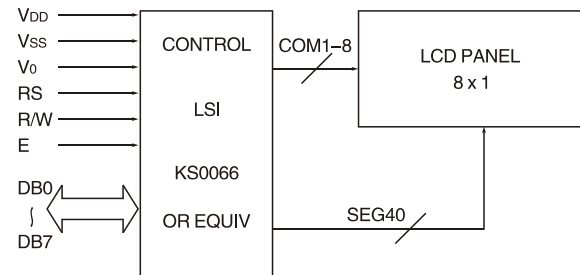 VDD
VSS
V0
RS
R/W
E
DB0
~
DB7
CONTROL
LSI
KS0066
OR EQUIV
COM1–8
SEG40
LCD PANEL
8 x 1